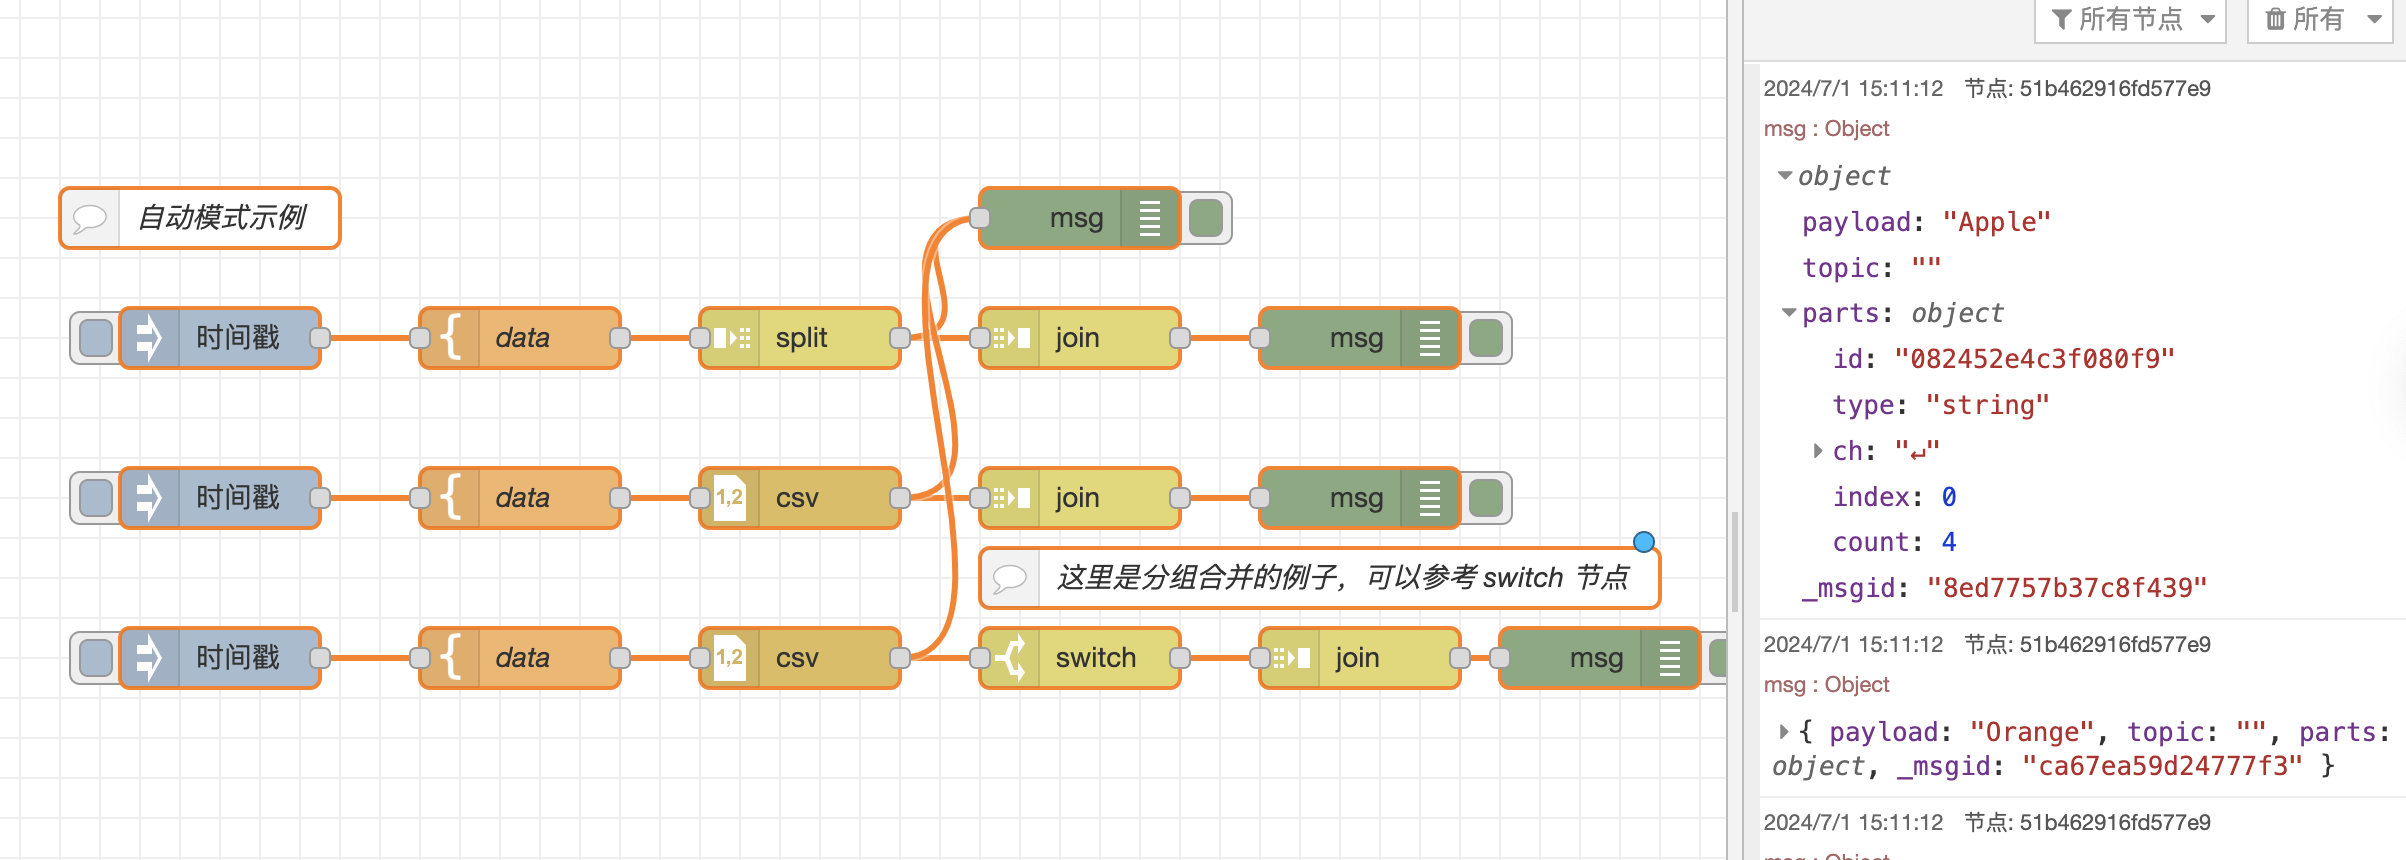 自动模式示例
msg
时间戳
data
split
join
msg
时间戳
data
1,2
csv
join
msg
这里是分组合并的例子，可以参考 switch 节点
时间戳
data
1,2
csv
switch
join
msg
所有节点
所有
2024/7/1 15:11:12 节点: 51b462916fd577e9
msg : Object
object
payload: "Apple"
topic: ""
parts: object
id: "082452e4c3f080f9"
type: "string"
ch: "↵"
index: 0
count: 4
_msgid: "8ed7757b37c8f439"
2024/7/1 15:11:12 节点: 51b462916fd577e9
msg : Object
{ payload: "Orange", topic: "", parts:
object, _msgid: "ca67ea59d24777f3" }
2024/7/1 15:11:12 节点: 51b462916fd577e9
msg : Object